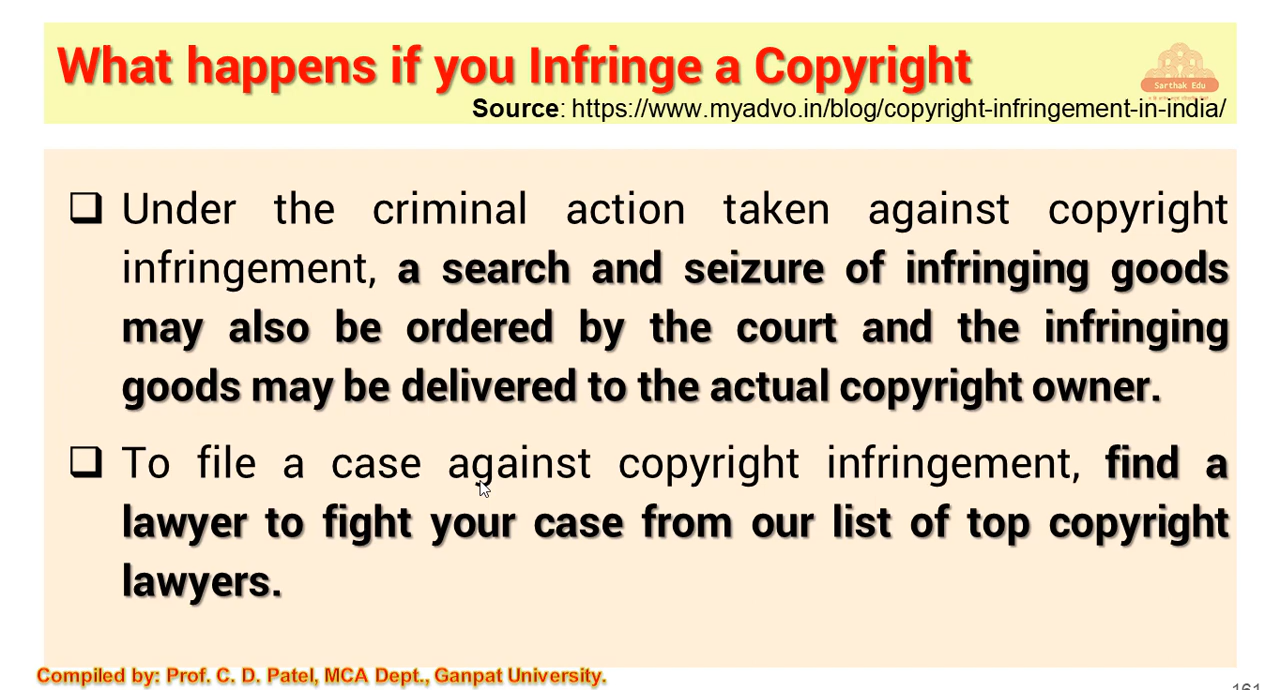 What happens if you Infringe a Copyright
Sarthak Edu
Source: https://www.myadvo.in/blog/copyright-infringement-in-india/
❑ Under the criminal action taken against copyright
infringement, a search and seizure of infringing goods
may also be ordered by the court and the infringing
goods may be delivered to the actual copyright owner.
❑ To file a case against copyright infringement, find a
lawyer to fight your case from our list of top copyright
lawyers.
Compiled by: Prof. C. D. Patel, MCA Dept., Ganpat University.
161